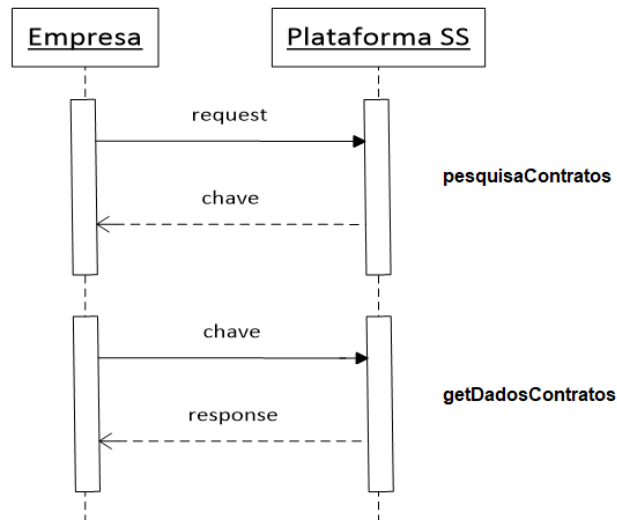 Empresa
Plataforma SS
request
pesquisaContratos
chave
chave
getDadosContratos
response